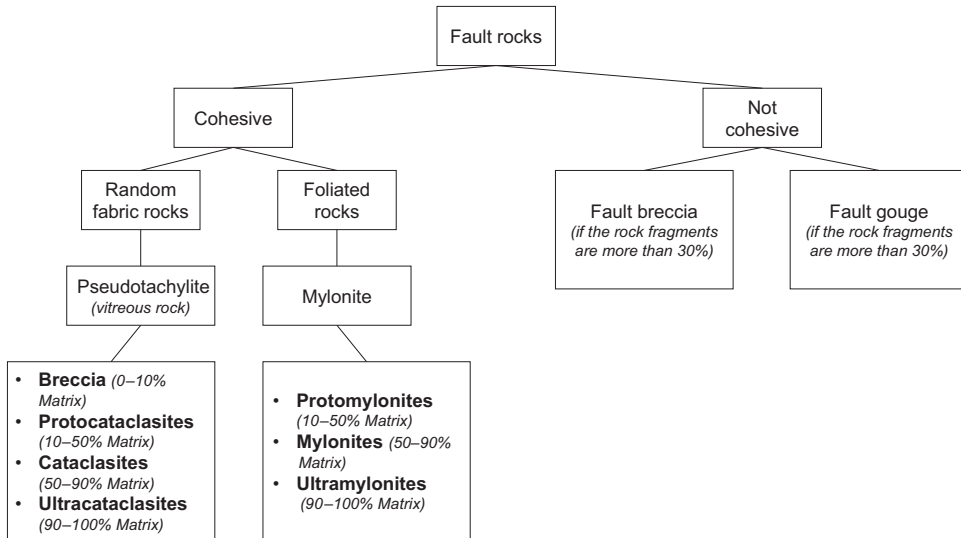 Fault rocks
Cohesive
Not
cohesive
Random
fabric rocks
Foliated
rocks
Fault breccia
(if the rock fragments
are more than 30%)
Fault gouge
(if the rock fragments
are more than 30%)
Pseudotachylite
(vitreous rock)
Mylonite
• Breccia (0–10%
Matrix)
• Protocataclasites
(10–50% Matrix)
• Cataclasites
(50–90% Matrix)
• Ultracataclasites
(90–100% Matrix)
• Protomylonites
(10–50% Matrix)
• Mylonites (50–90%
Matrix)
• Ultramylonites
(90–100% Matrix)